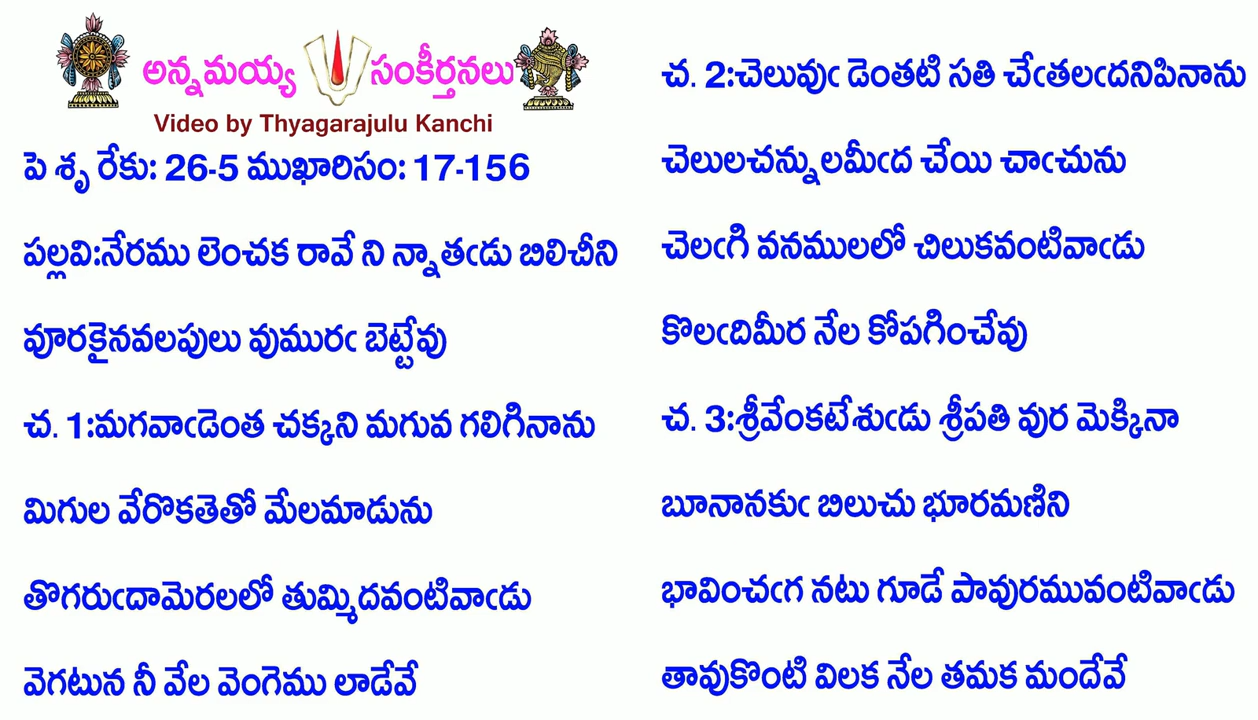 అన్నమయ్య సంకీర్తనలు
Video by Thyagarajulu Kanchi
పె శృ రేకు: 26-5 ముఖారిసం: 17-156
పల్లవి:నేరము లెంచక రావే ని న్నాతఁడు బిలిచీని
వూరకైనవలపులు వుమురఁ బెట్టేవు
చ. 1:మగవాఁడెంత చక్కని మగువ గలిగినాను
మిగుల వేరొకతెతో మేలమాడును
తొగరుఁదామెరలలో తుమ్మిదవంటివాఁడు
వెగటున నీ వేల వెంగెము లాడేవే
చ. 2:చెలువుఁ డెంతటి సతి చేఁతలఁదనిపినాను
చెలులచన్నులమీఁద చేయి చాఁచును
చెలఁగి వనములలో చిలుకవంటివాఁడు
కొలఁదిమీర నేల కోపగించేవు
చ. 3:శ్రీవేంకటేశుఁడు శ్రీపతి వుర మెక్కినా
బూనానకుఁ బిలుచు భూరమణిని
భావించఁగ నటు గూడే పావురమువంటివాఁడు
తావుకొంటి విలక నేల తమక మందేవే